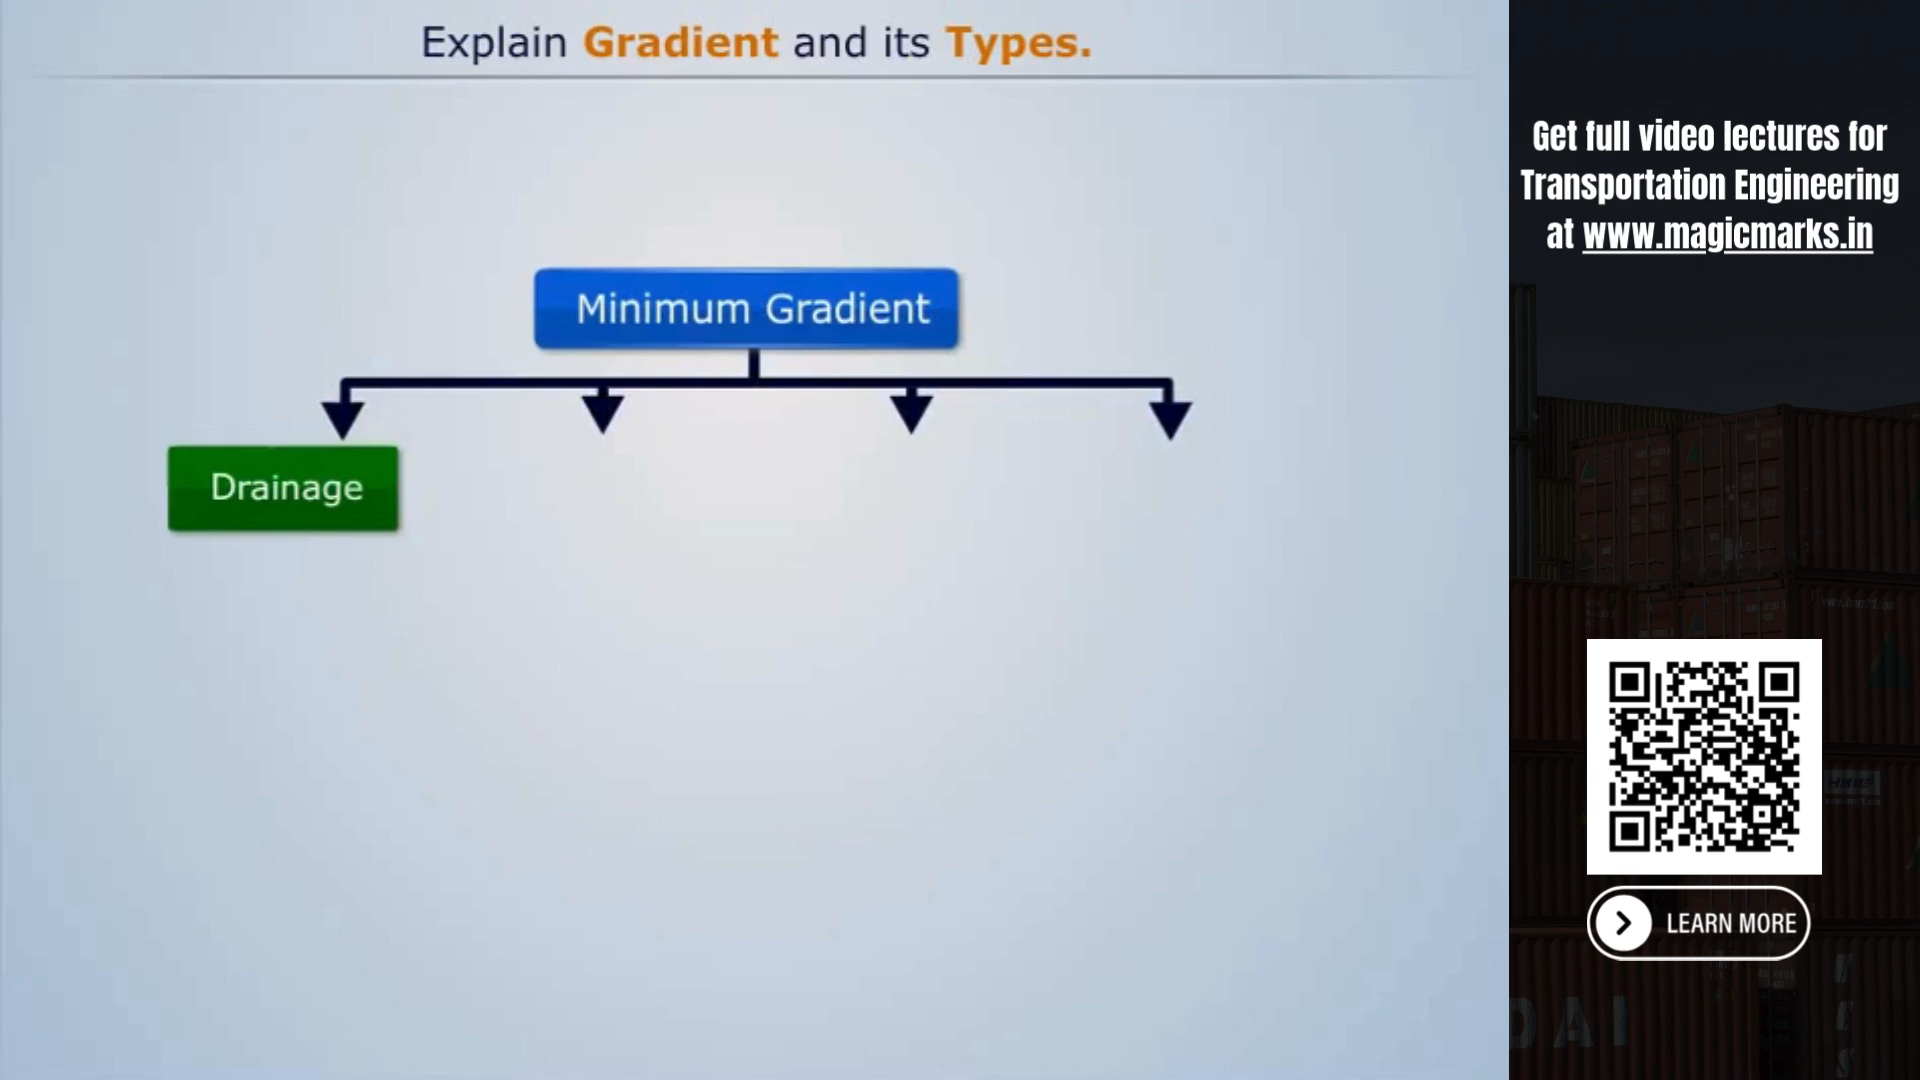 Explain Gradient and its Types.
Minimum Gradient
Drainage
Get full video lectures for
Transportation Engineering
at www.magicmarks.in
LEARN MORE